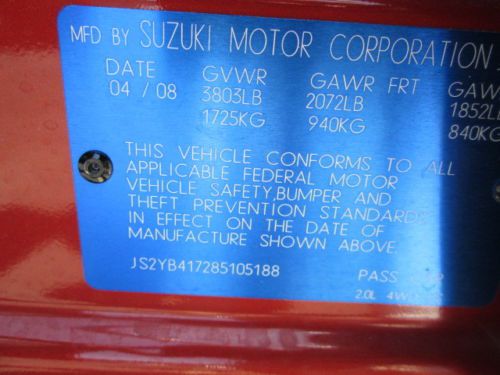 MFD BY SUZUKI MOTOR CORPORATION
DATE GVWR GAWR FRT GAW
04 / 08 3803LB 2072LB 1852LB
1725KG 940KG 840KG
THIS VEHICLE CONFORMS TO ALL
APPLICABLE FEDERAL MOTOR
VEHICLE SAFETY,BUMPER AND
THEFT PREVENTION STANDARDS
IN EFFECT ON THE DATE OF
MANUFACTURE SHOWN ABOVE.
JS2YB417285105188 PASS
2.0L